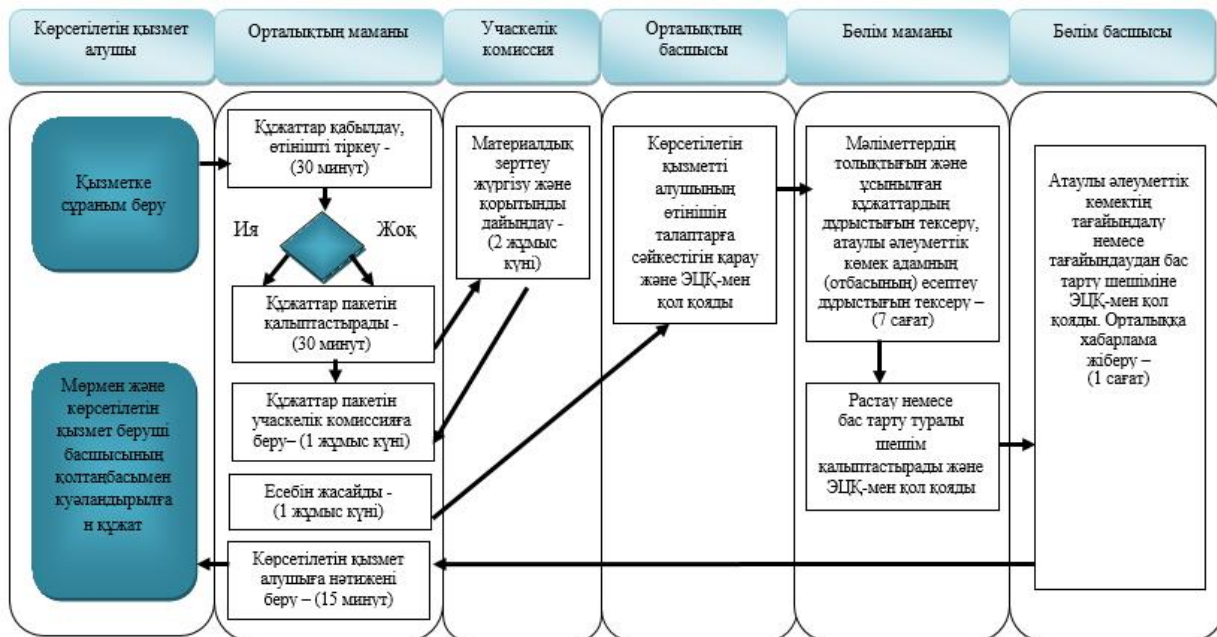 Көрсетілетін қызмет
алушы
Орталықтың маманы
Учаскелік
комиссия
Орталықтың
басшысы
Бөлім маманы
Бөлім басшысы
Қызметке
сұраным беру
Мөрмен және
көрсетілетін
қызмет беруші
басшысының
қолтаңбасымен
куәландырылға
н құжат
Құжаттар қабылдау,
өтінішті тіркеу -
(30 минут)
Ия
Жоқ
Құжаттар пакетін
қалыптастырады -
(30 минут)
Құжаттар пакетін
учаскелік комиссияға
беру– (1 жұмыс күні)
Есебін жасайды -
(1 жұмыс күні)
Көрсетілетін қызмет
алушыға нәтижені
беру – (15 минут)
Материалдық
зерттеу
жүргізу және
қорытынды
дайындау -
(2 жұмыс
күні)
Көрсетілетін
қызметті
алушының
өтінішін
талаптарға
сәйкестігін қарау
және ЭЦҚ-мен
қол қояды
Мәліметтердің
толықтығын және
ұсынылған
құжаттардың
дұрыстығын тексеру,
атаулы әлеуметтік
көмек адамның
(отбасының) есептеу
дұрыстығын тексеру –
(7 сағат)
Растау немесе
бас тарту туралы
шешім
қалыптастырады және
ЭЦҚ-мен қол қояды
Атаулы әлеуметтік
көмектің
тағайындалу
немесе
тағайындаудан бас
тарту шешіміне
ЭЦҚ-мен қол
қояды. Орталыққа
хабарлама
жіберу –
(1 сағат)